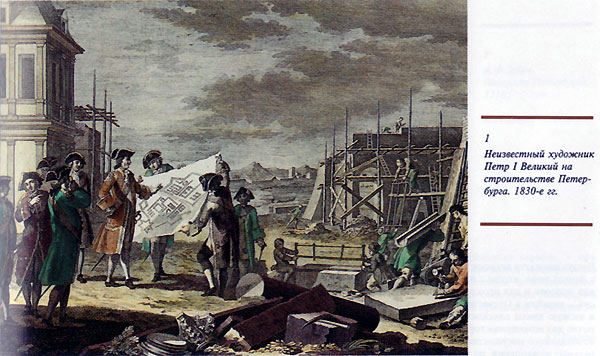 1
Неизвестный художник
Петр I Великий на
строительстве Петер-
бурга. 1830-е гг.